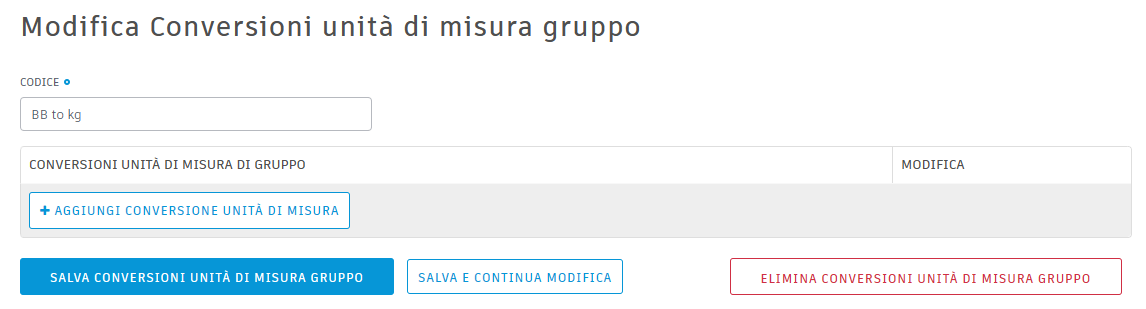 Modifica Conversioni unità di misura gruppo
CODICE
BB to kg
CONVERSIONI UNITÀ DI MISURA DI GRUPPO
MODIFICA
+ AGGIUNGI CONVERSIONE UNITÀ DI MISURA
SALVA CONVERSIONI UNITÀ DI MISURA GRUPPO
SALVA E CONTINUA MODIFICA
ELIMINA CONVERSIONI UNITÀ DI MISURA GRUPPO